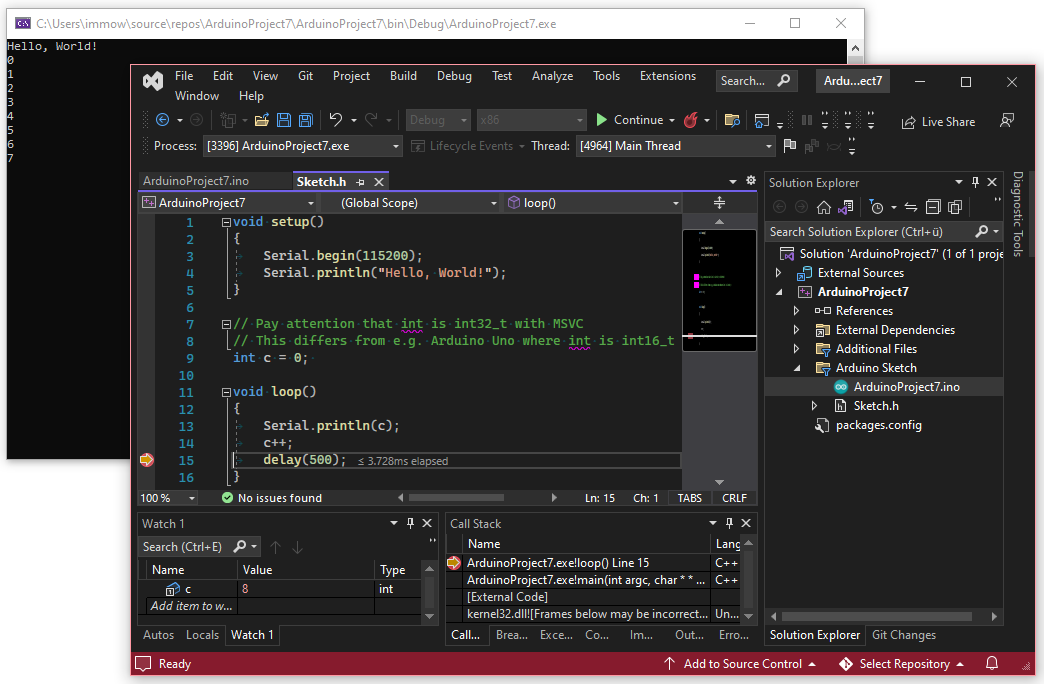 C:\Users\immow\source\repos\ArduinoProject7\ArduinoProject7\bin\Debug\ArduinoProject7.exe
Hello, World!
0
1
2
3
4
5
6
7
File Edit View Git Project Build Debug Test Analyze Tools Extensions
Window Help
Search...
Ardu...ect7
Debug x86 Continue Live Share
Process: [3396] ArduinoProject7.exe Lifecycle Events Thread: [4964] Main Thread
ArduinoProject7.ino Sketch.h
ArduinoProject7 (Global Scope) loop()
1 void setup()
2 {
3 Serial.begin(115200);
4 Serial.println("Hello, World!");
5 }
6
7 // Pay attention that int is int32_t with MSVC
8 // This differs from e.g. Arduino Uno where int is int16_t
9 int c = 0;
10
11 void loop()
12 {
13 Serial.println(c);
14 c++;
15 delay(500); ≤ 3.728ms elapsed
16 }
100 % No issues found Ln: 15 Ch: 1 TABS CRLF
Solution Explorer
Search Solution Explorer (Ctrl+ü)
Solution 'ArduinoProject7' (1 of 1 proje
External Sources
ArduinoProject7
References
External Dependencies
Additional Files
Arduino Sketch
ArduinoProject7.ino
Sketch.h
packages.config
Solution Explorer Git Changes
Diagnostic Tools
Watch 1
Search (Ctrl+E)
Name Value Type
c 8 int
Add item to w...
Autos Locals Watch 1
Call Stack
Name Lang
ArduinoProject7.exe!loop() Line 15 C++
ArduinoProject7.exe!main(int argc, char * * ... C++
[External Code]
kernel32.dll![Frames below may be incorrect... Un...
Call... Brea... Exce... Co... Im... Out... Erro...
Ready Add to Source Control Select Repository